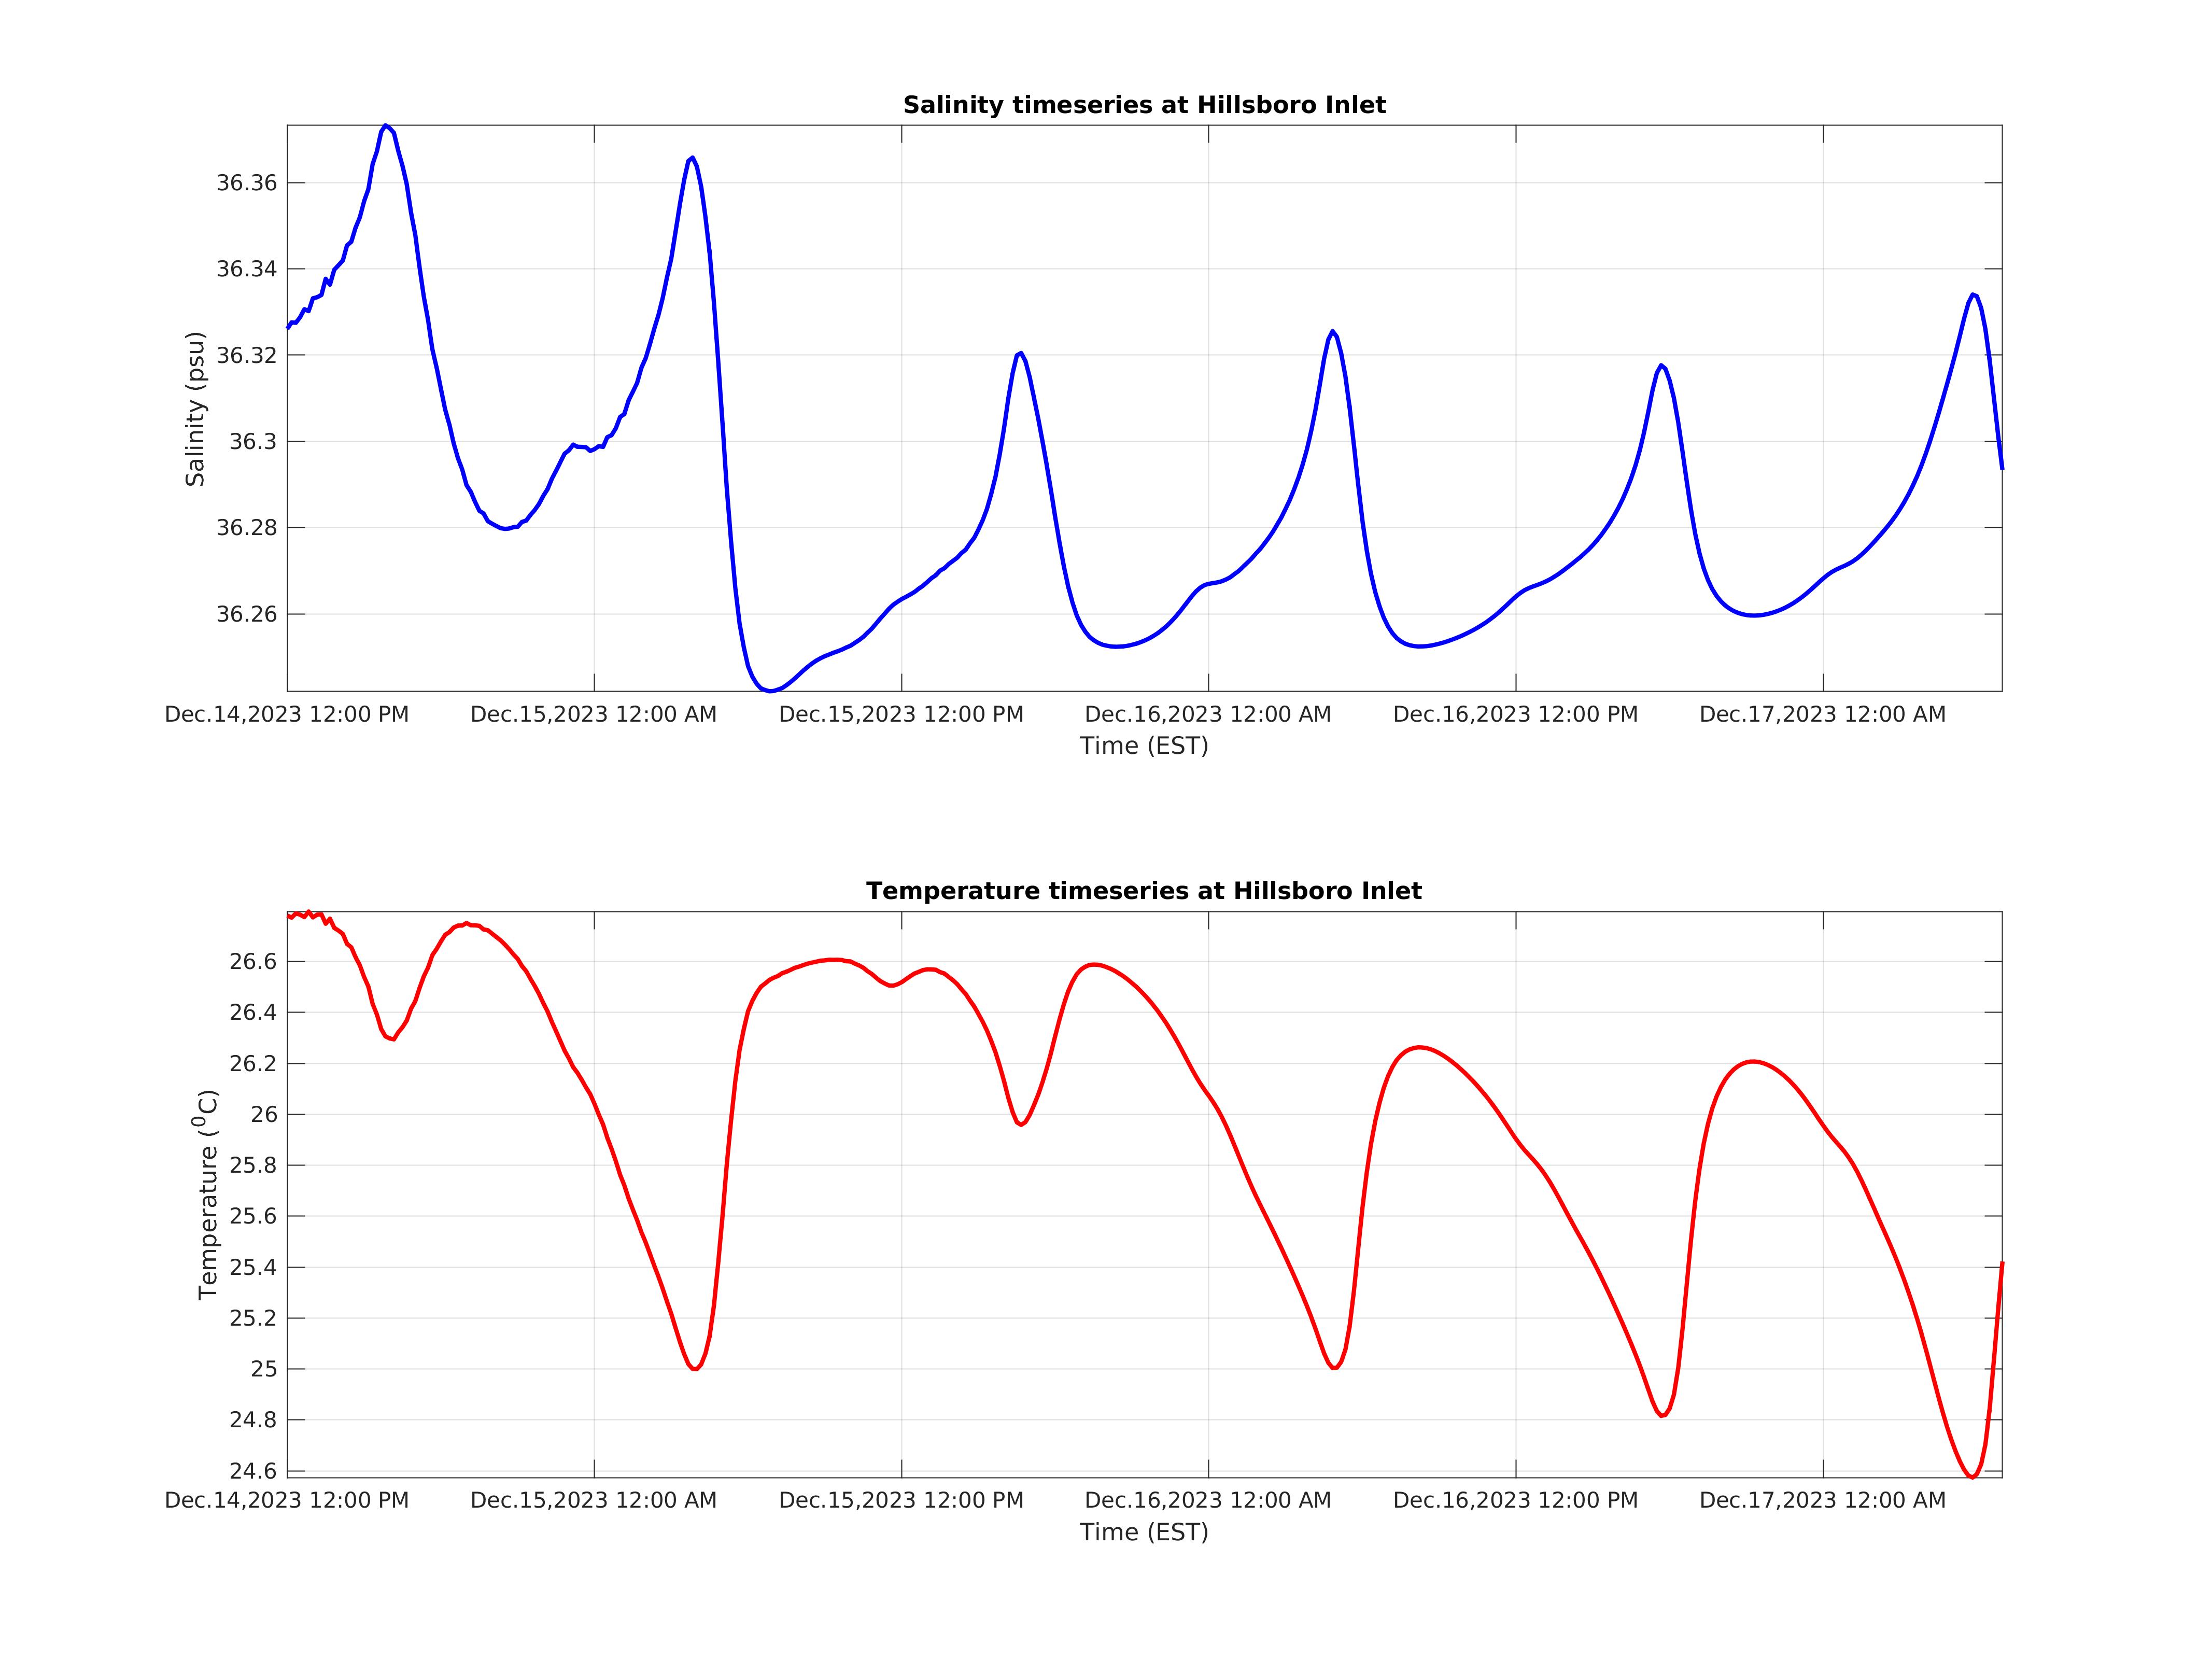 Salinity timeseries at Hillsboro Inlet
36.36
36.34
36.32
36.3
36.28
36.26
Salinity (psu)
Dec.14,2023 12:00 PM Dec.15,2023 12:00 AM Dec.15,2023 12:00 PM Dec.16,2023 12:00 AM Dec.16,2023 12:00 PM Dec.17,2023 12:00 AM
Time (EST)
Temperature timeseries at Hillsboro Inlet
26.6
26.4
26.2
26
25.8
25.6
25.4
25.2
25
24.8
24.6
Temperature (⁰C)
Dec.14,2023 12:00 PM Dec.15,2023 12:00 AM Dec.15,2023 12:00 PM Dec.16,2023 12:00 AM Dec.16,2023 12:00 PM Dec.17,2023 12:00 AM
Time (EST)